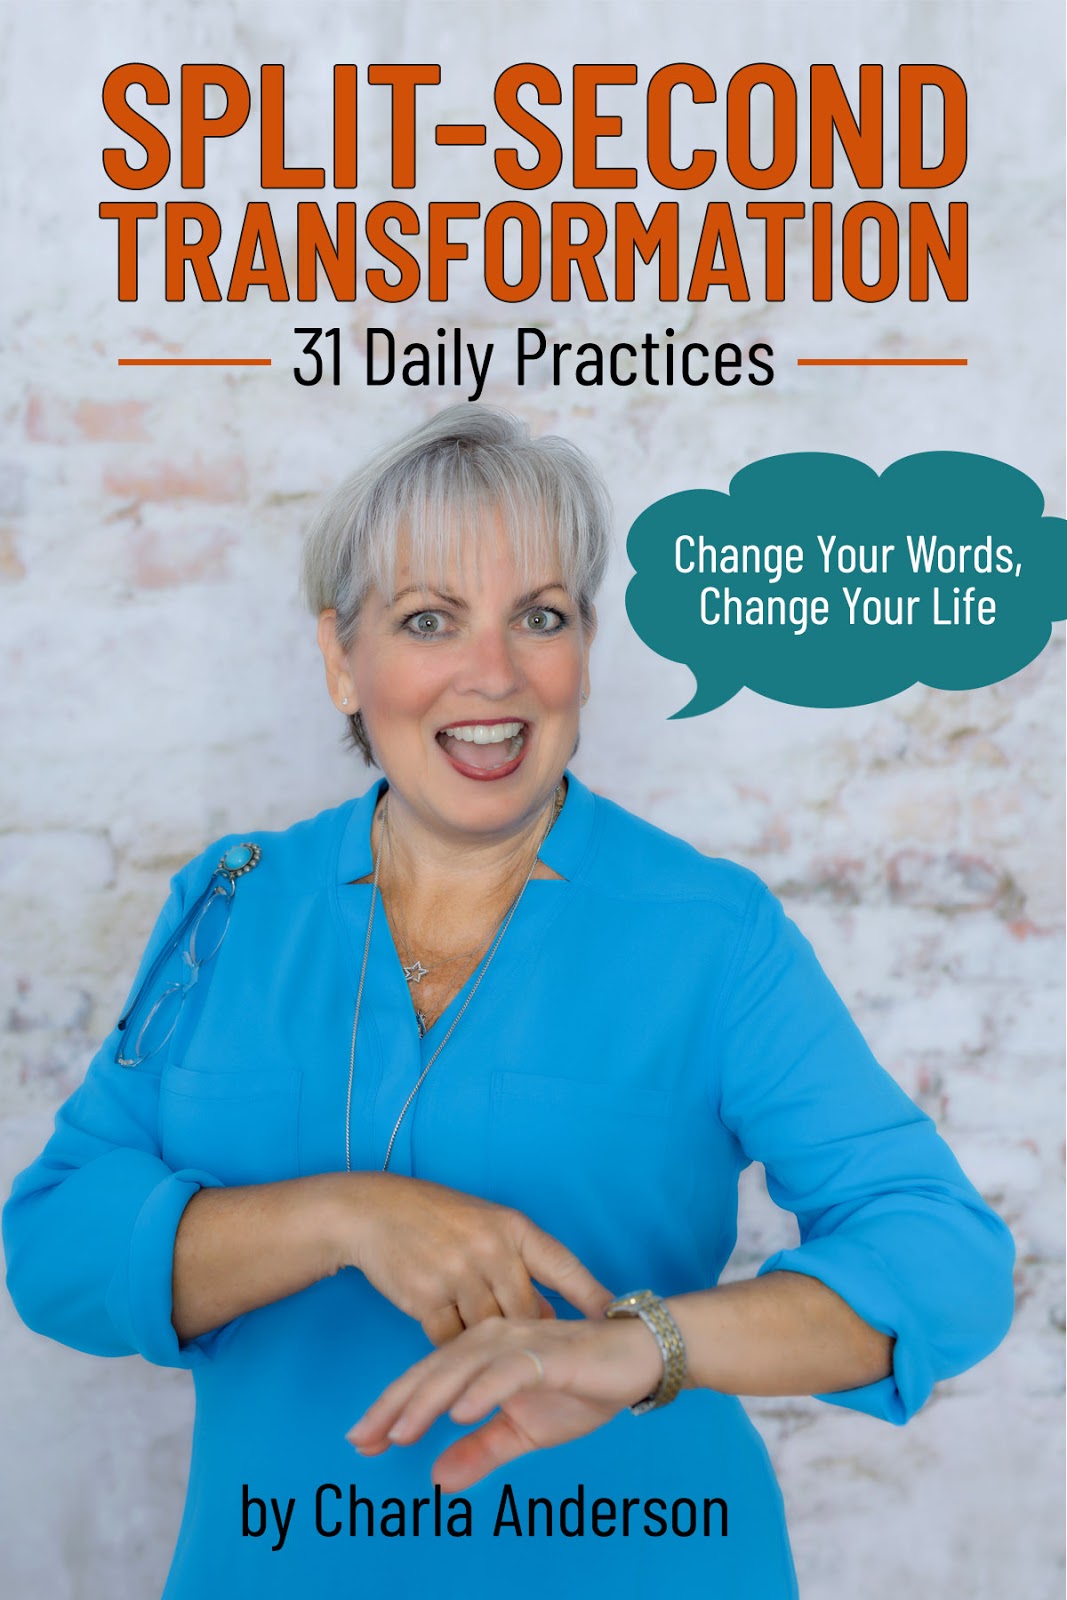 SPLIT-SECOND
TRANSFORMATION
31 Daily Practices
Change Your Words,
Change Your Life
by Charla Anderson